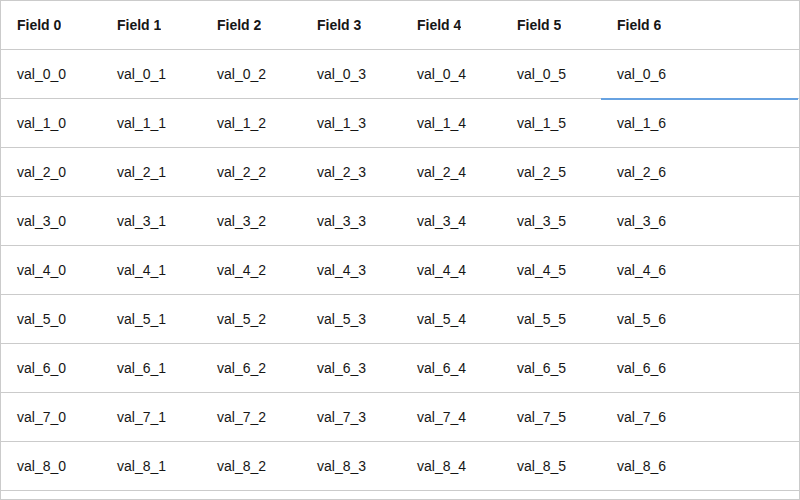 Field 0 Field 1 Field 2 Field 3 Field 4 Field 5 Field 6
val_0_0 val_0_1 val_0_2 val_0_3 val_0_4 val_0_5 val_0_6
val_1_0 val_1_1 val_1_2 val_1_3 val_1_4 val_1_5 val_1_6
val_2_0 val_2_1 val_2_2 val_2_3 val_2_4 val_2_5 val_2_6
val_3_0 val_3_1 val_3_2 val_3_3 val_3_4 val_3_5 val_3_6
val_4_0 val_4_1 val_4_2 val_4_3 val_4_4 val_4_5 val_4_6
val_5_0 val_5_1 val_5_2 val_5_3 val_5_4 val_5_5 val_5_6
val_6_0 val_6_1 val_6_2 val_6_3 val_6_4 val_6_5 val_6_6
val_7_0 val_7_1 val_7_2 val_7_3 val_7_4 val_7_5 val_7_6
val_8_0 val_8_1 val_8_2 val_8_3 val_8_4 val_8_5 val_8_6